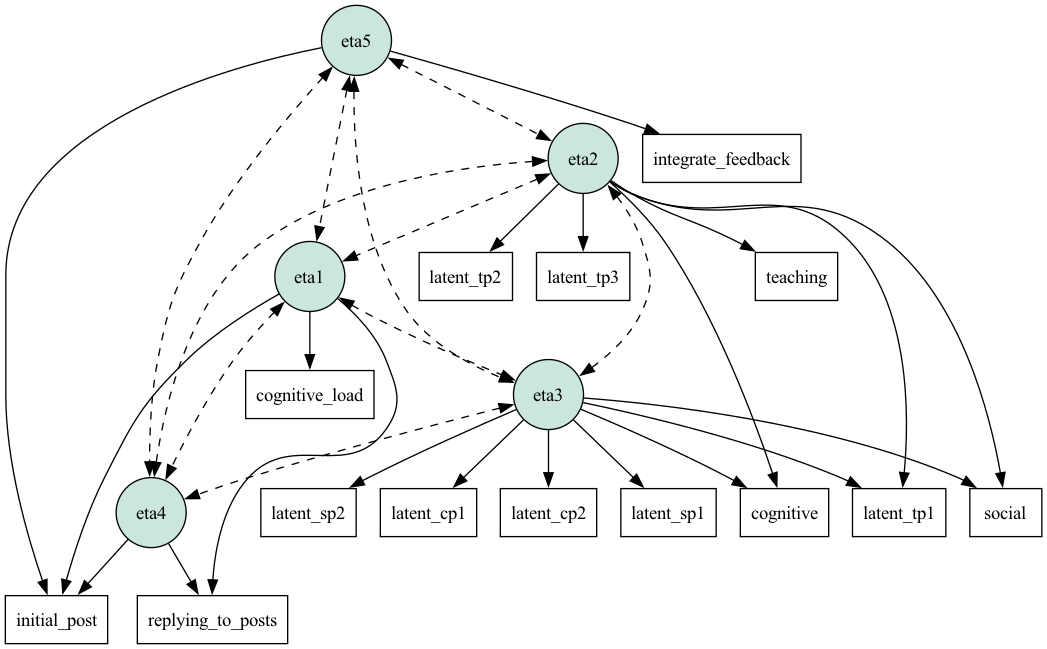 eta5
eta2
integrate_feedback
eta1
latent_tp2
latent_tp3
teaching
cognitive_load
eta3
eta4
latent_sp2
latent_cp1
latent_cp2
latent_sp1
cognitive
latent_tp1
social
initial_post
replying_to_posts